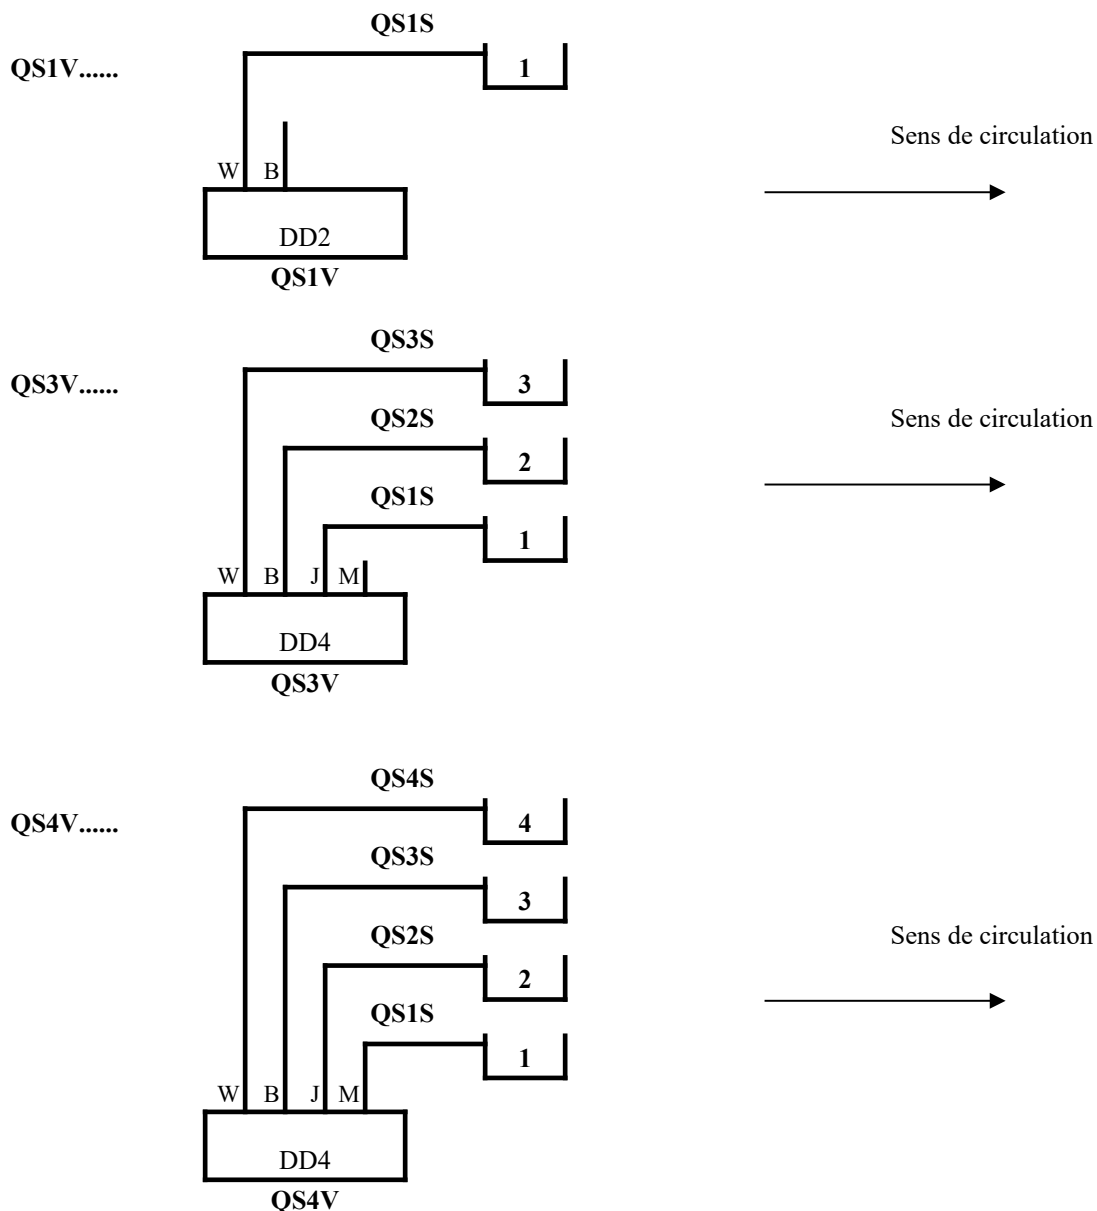 QS1S
QS1V...... 1
Sens de circulation
W B
DD2
QS1V
QS3S
QS3V...... 3
QS2S Sens de circulation
2
QS1S
1
W B J M
DD4
QS3V
QS4S
QS4V...... 4
QS3S
3
QS2S Sens de circulation
2
QS1S
1
W B J M
DD4
QS4V